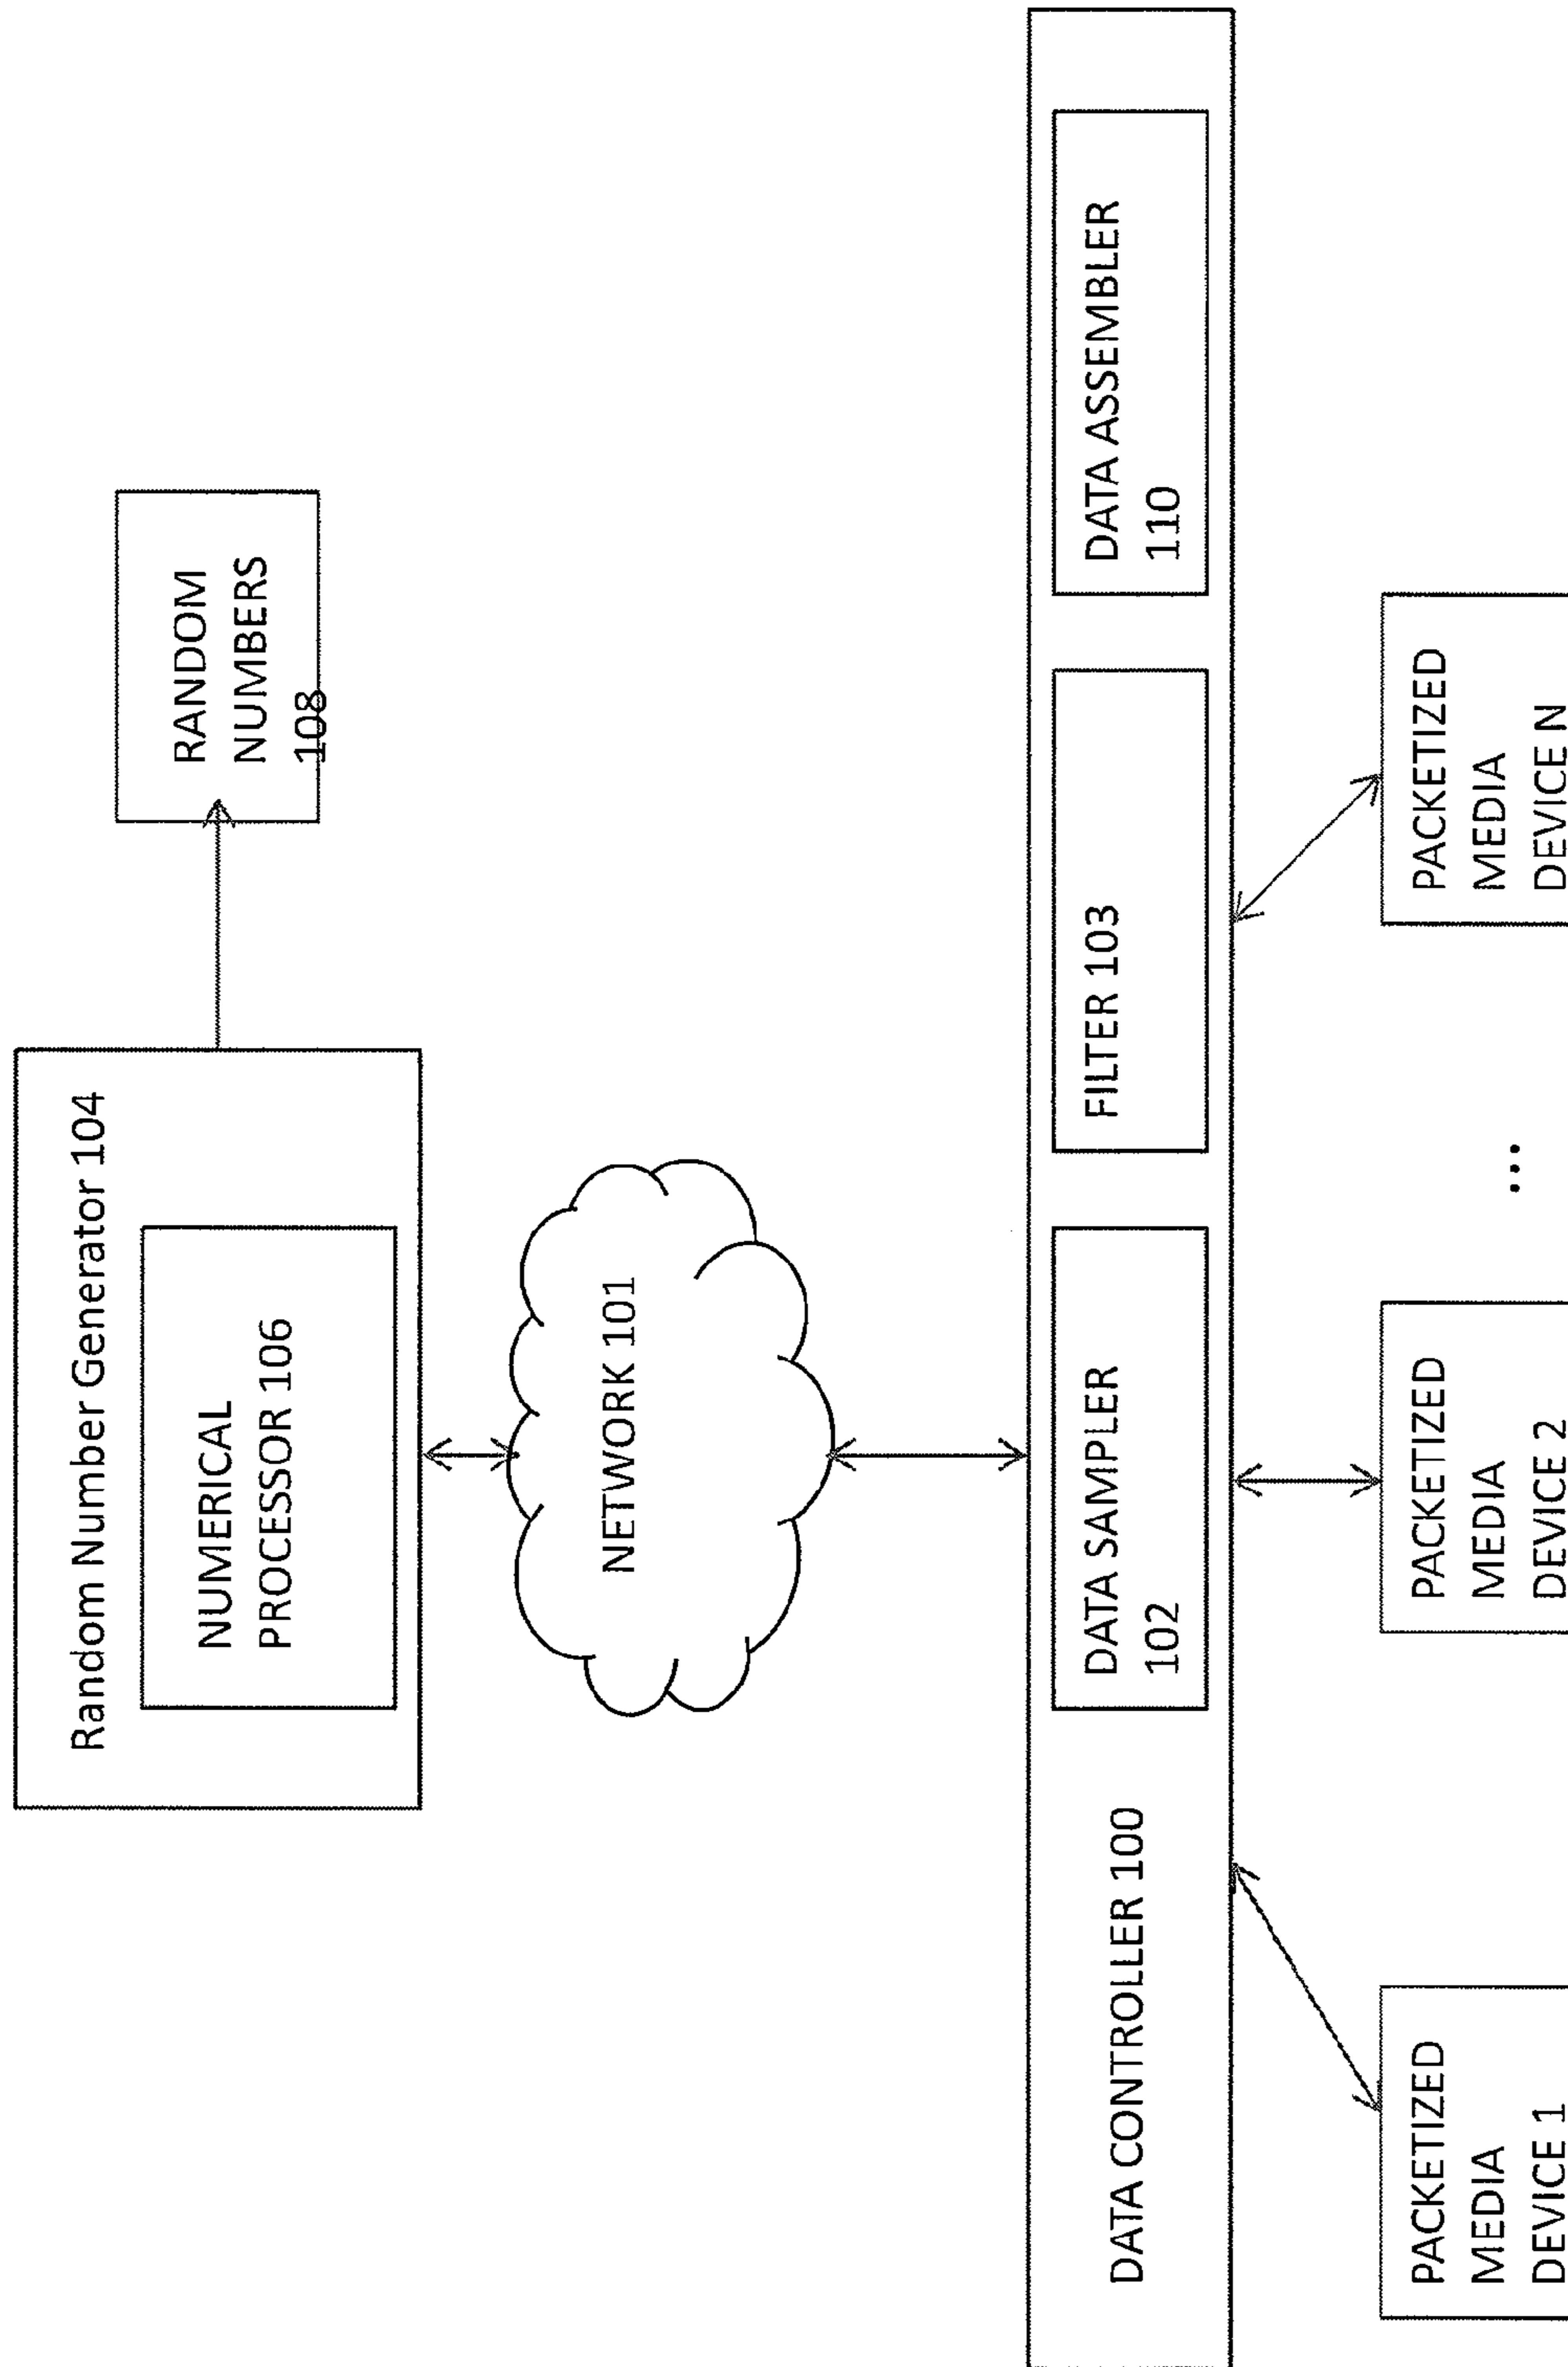 Random Number Generator 104
NUMERICAL
PROCESSOR 106
RANDOM
NUMBERS
108
NETWORK 101
DATA CONTROLLER 100
DATA SAMPLER
102
FILTER 103
DATA ASSEMBLER
110
PACKETIZED
MEDIA
DEVICE 1
PACKETIZED
MEDIA
DEVICE 2
...
PACKETIZED
MEDIA
DEVICE N